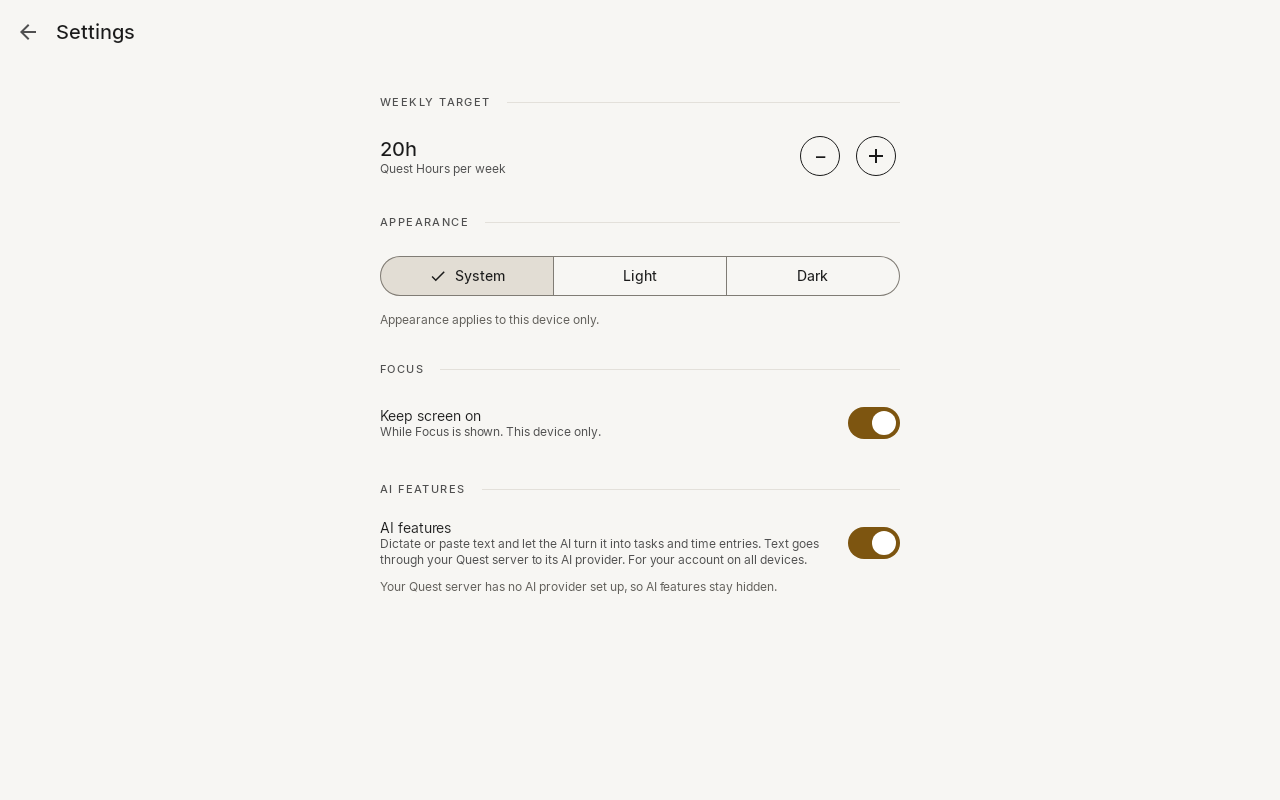 Settings
WEEKLY TARGET
20h
Quest Hours per week
APPEARANCE
System
Light
Dark
Appearance applies to this device only.
FOCUS
Keep screen on
While Focus is shown. This device only.
AI FEATURES
AI features
Dictate or paste text and let the AI turn it into tasks and time entries. Text goes
through your Quest server to its AI provider. For your account on all devices.
Your Quest server has no AI provider set up, so AI features stay hidden.